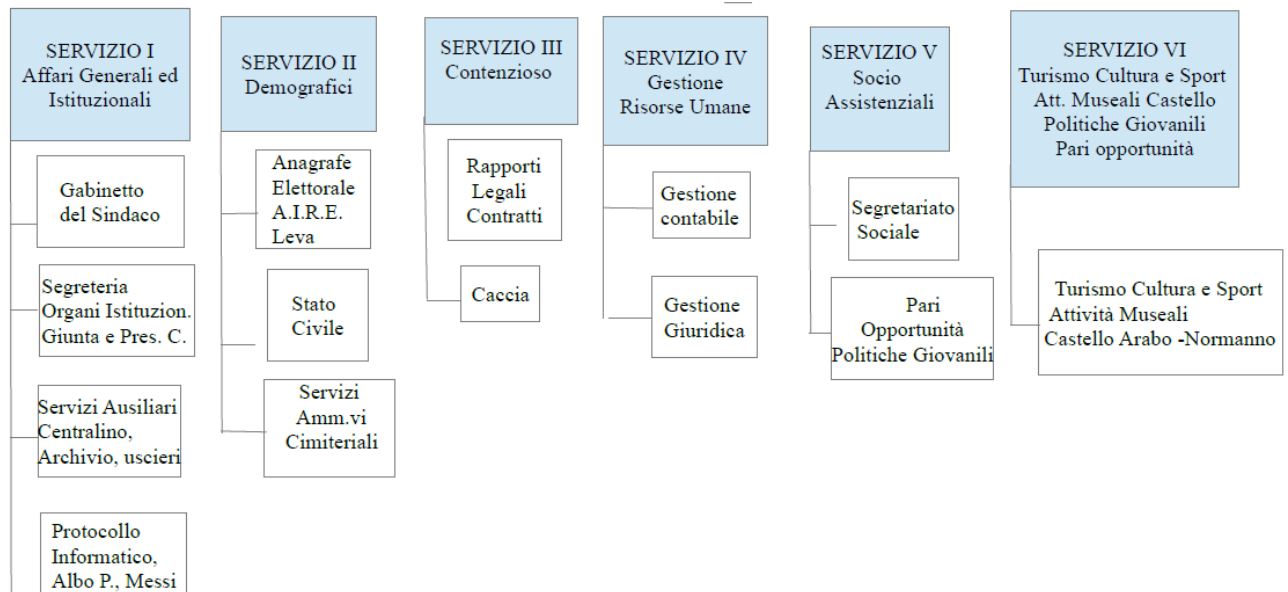 SERVIZIO I
Affari Generali ed
Istituzionali
Gabinetto
del Sindaco
Segreteria
Organi Istituzion.
Giunta e Pres. C.
Servizi Ausiliari
Centralino,
Archivio, uscieri
Protocollo
Informatico,
Albo P., Messi
SERVIZIO II
Demografici
Anagrafe
Elettorale
A.I.R.E.
Leva
Stato
Civile
Servizi
Amm.vi
Cimiteriali
SERVIZIO III
Contenzioso
Rapporti
Legali
Contratti
Caccia
SERVIZIO IV
Gestione
Risorse Umane
Gestione
contabile
Gestione
Giuridica
SERVIZIO V
Socio
Assistenziali
Segretariato
Sociale
Pari
Opportunità
Politiche Giovanili
SERVIZIO VI
Turismo Cultura e Sport
Att. Museali Castello
Politiche Giovanili
Pari opportunità
Turismo Cultura e Sport
Attività Museali
Castello Arabo -Normanno